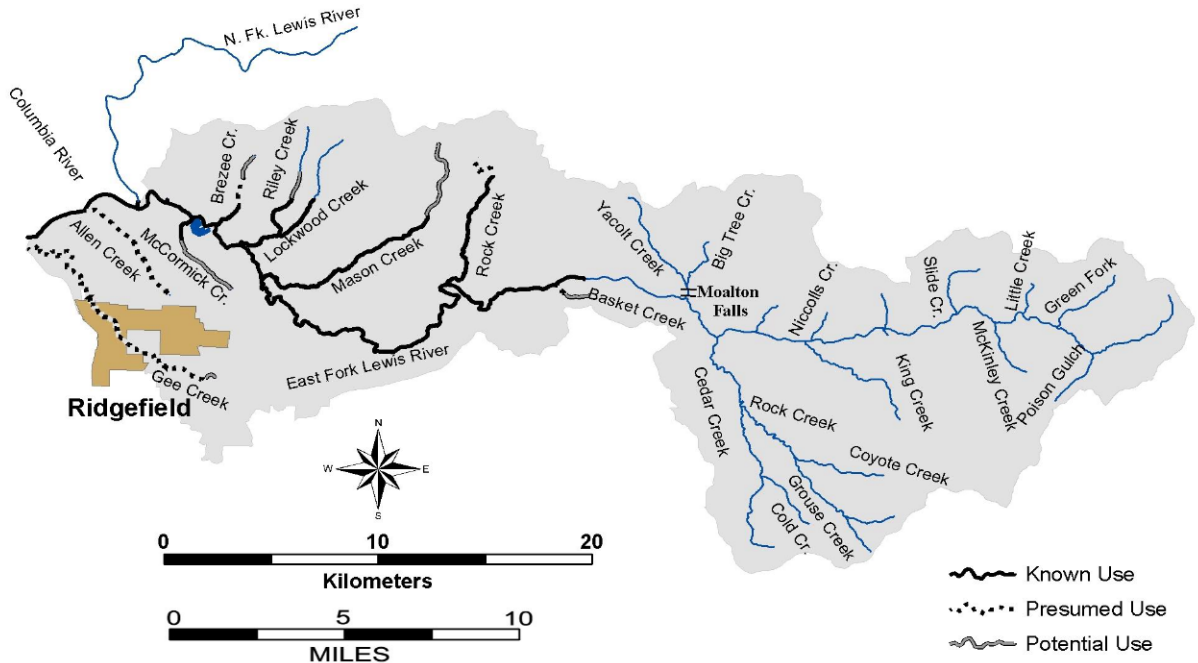 N. Fk. Lewis River
Columbia River
Brezee Cr.
Riley Creek
Lockwood Creek
Allen Creek
McCormick Cr.
Mason Creek
Rock Creek
Yacolt Creek
Big Tree Cr.
Moalton
Falls
Basket Creek
Niccolls Cr.
Slide Cr.
Little Creek
Green Fork
East Fork Lewis River
Gee Creek
Ridgefield
Cedar Creek
Rock Creek
King Creek
McKinley Creek
Poison Gulch
Coyote Creek
Grouse Creek
Cold Cr.
N
W
E
S
0 10 20
Kilometers
0 5 10
MILES
Known Use
Presumed Use
Potential Use